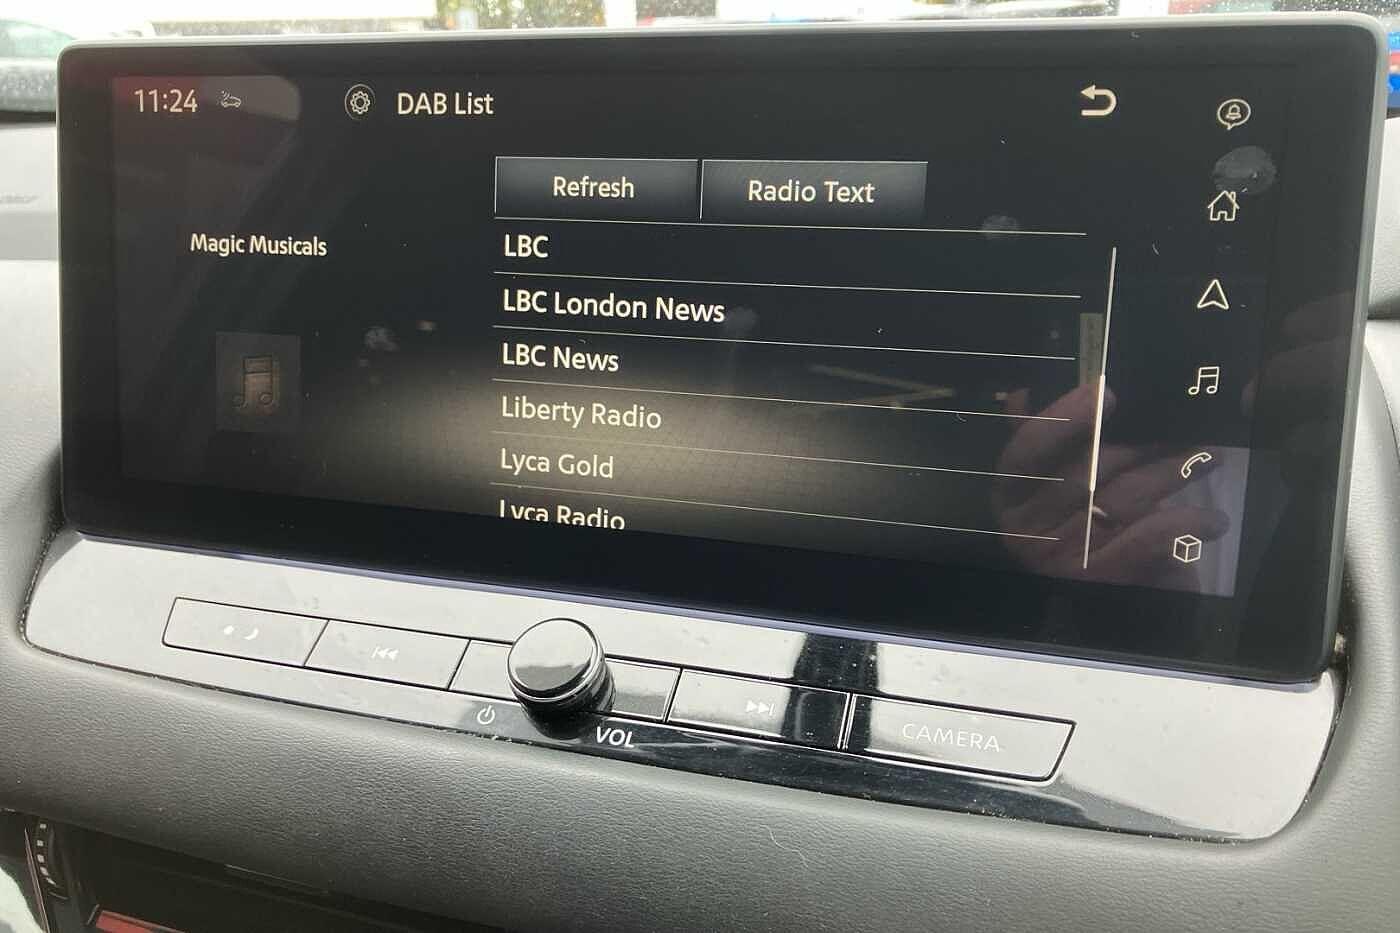 11:24
DAB List
Refresh
Radio Text
Magic Musicals
LBC
LBC London News
LBC News
Liberty Radio
Lyca Gold
Lyca Radio
VOL
CAMERA